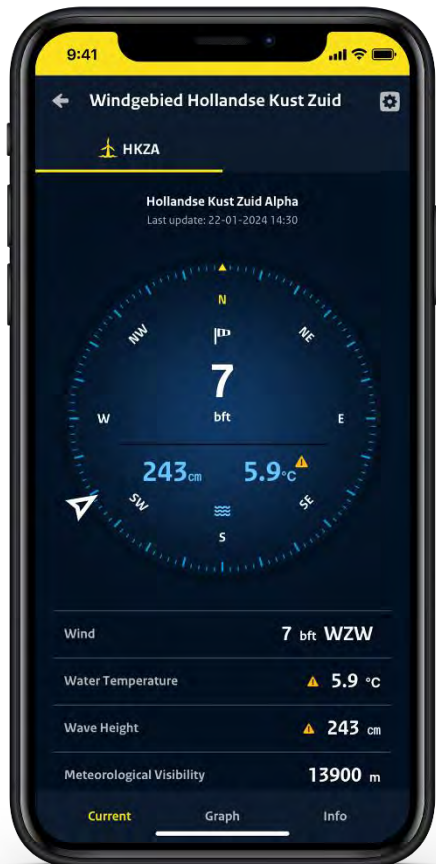 9:41
Windgebied Hollandse Kust Zuid
HKZA
Hollandse Kust Zuid Alpha
Last update: 22-01-2024 14:30
N
NW
NE
7
W
bft
E
243 cm
5.9 °C
SW
SE
S
Wind
7 bft WZW
Water Temperature
5.9 °C
Wave Height
243 cm
Meteorological Visibility
13900 m
Current
Graph
Info